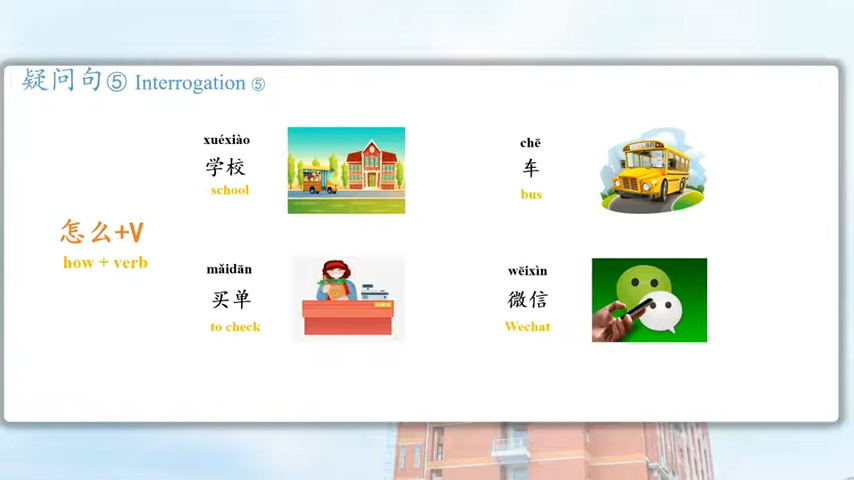 疑问句⑤ Interrogation ⑤
xuéxiào
学校
school
chē
车
bus
怎么+V
how + verb
mǎidān
买单
to check
wēixìn
微信
Wechat